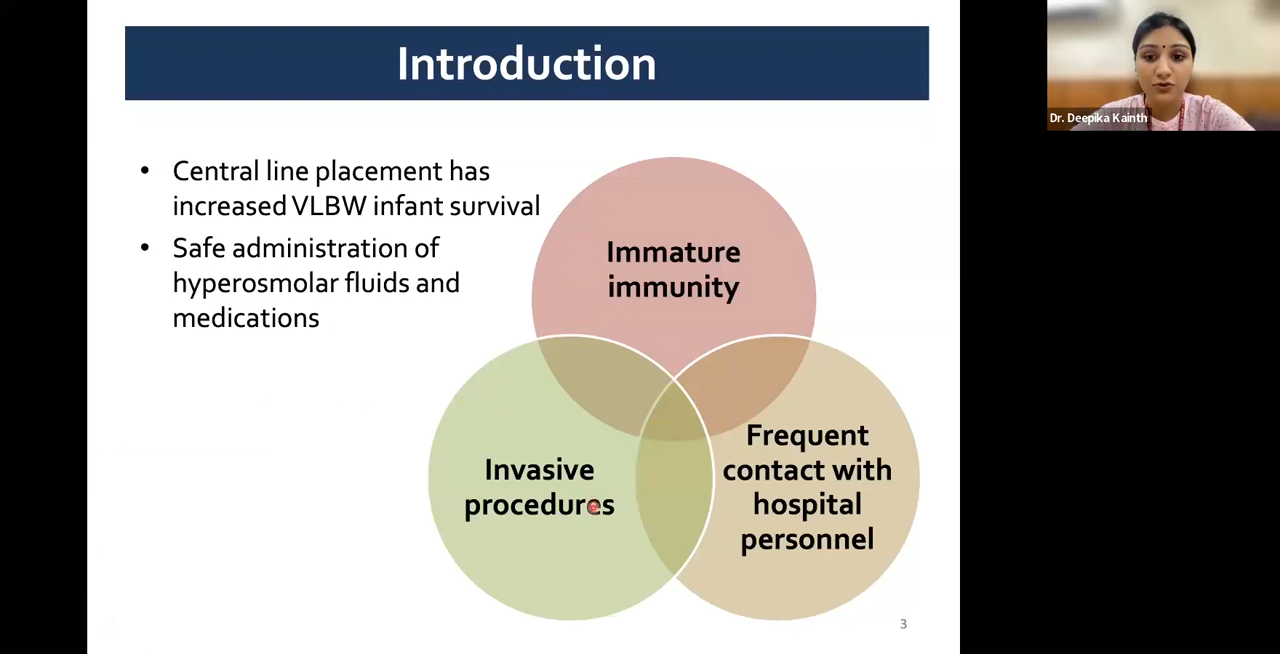 Introduction
• Central line placement has
increased VLBW infant survival
• Safe administration of
hyperosmolar fluids and
medications
Immature
immunity
Invasive
procedures
Frequent
contact with
hospital
personnel
3
Dr. Deepika Kainth